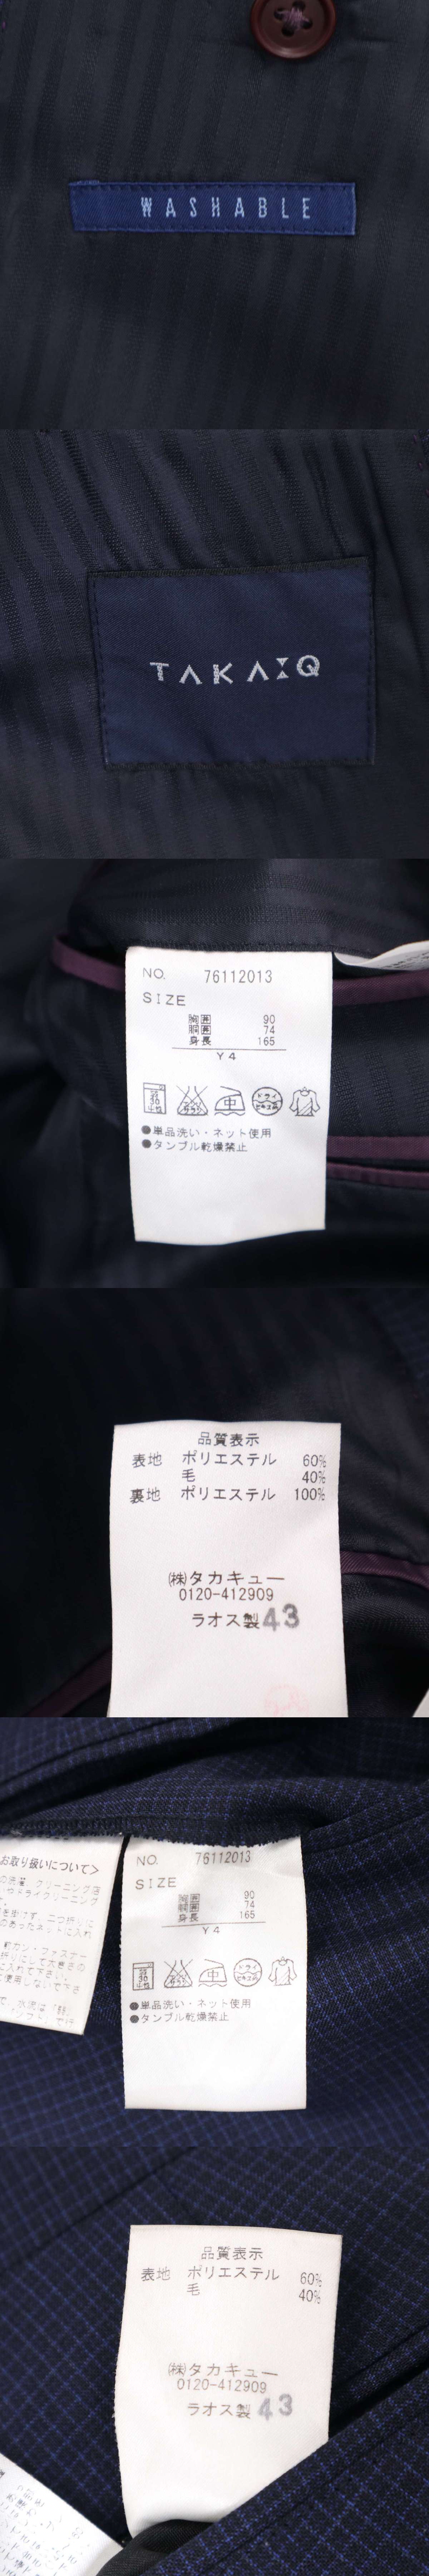 WASHABLE
TAKA:Q
NO. 76112013
SIZE
胸囲 90
胴囲 74
身長 165
Y4
中
ドライ
●単品洗い・ネット使用
●タンブル乾燥禁止
品質表示
表地 ポリエステル 60%
毛 40%
裏地 ポリエステル 100%
㈱タカキュー
0120-412909
ラオス製 43
お取り扱いについて>
NO. 76112013
SIZE
胸囲 90
胴囲 74
身長 165
Y4
中
●単品洗い・ネット使用
●タンブル乾燥禁止
品質表示
表地 ポリエステル 60%
毛 40%
㈱タカキュー
0120-412909
ラオス製 43